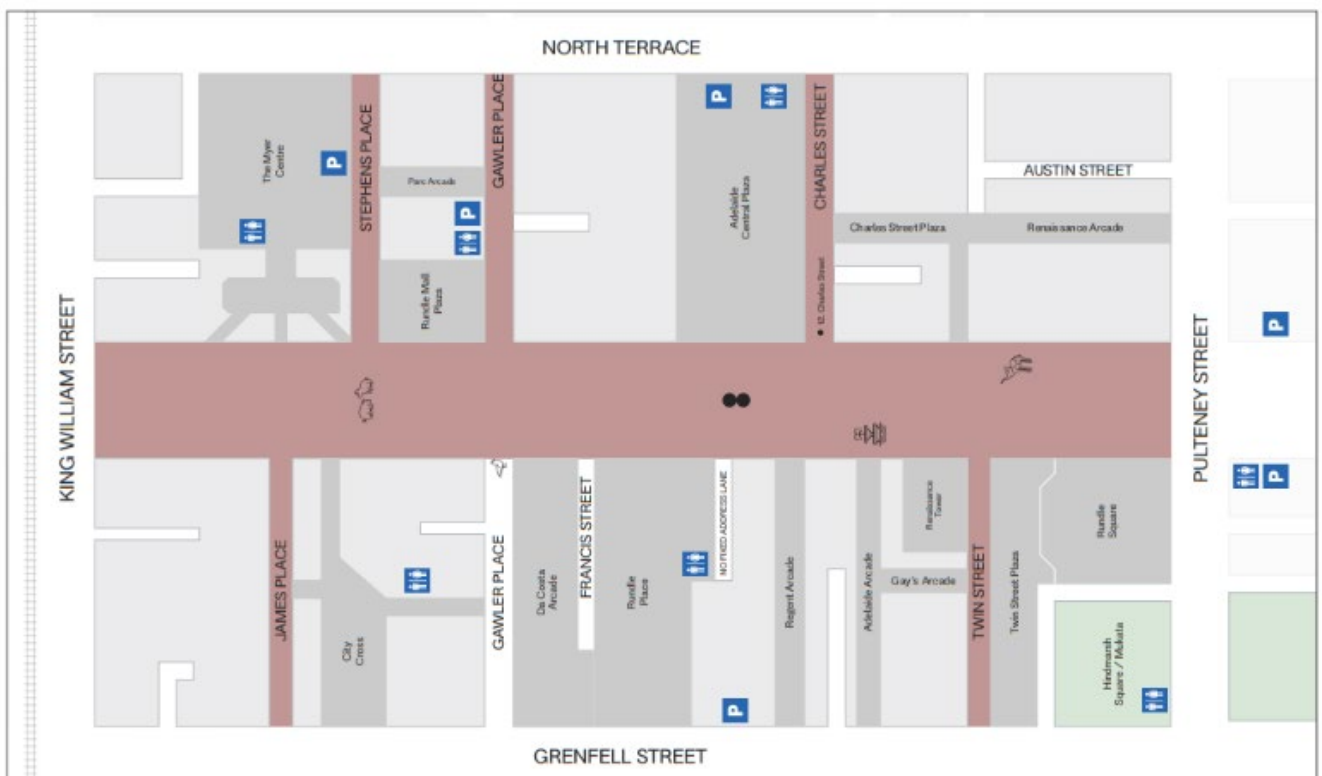 NORTH TERRACE
The Myer
Centre
P
STEPHENS PLACE
Parc Arcade
P
Rundle Mall
Plaza
GAWLER PLACE
P
Adelaide
Central Plaza
CHARLES STREET
12. Charles Street
AUSTIN STREET
Charles Street Plaza
Renaissance Arcade
KING WILLIAM STREET
PULTENEY STREET
P
P
JAMES PLACE
City
Cross
GAWLER PLACE
Da Costa
Arcade
FRANCIS STREET
Rundle
Place
NO FIXED ADDRESS LANE
P
Regent Arcade
Adelaide Arcade
Renaissance
Tower
Gay's Arcade
TWIN STREET
Twin Street Plaza
Rundle
Square
Hindmarsh
Square / Mukata
GRENFELL STREET